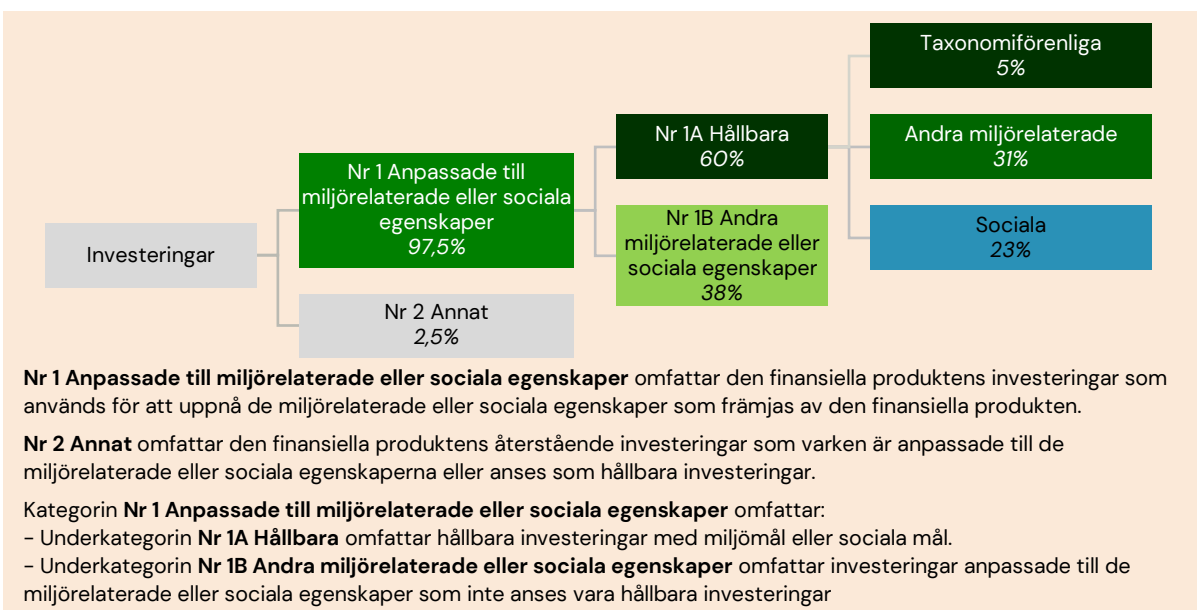 Taxonomiförenliga
5%
Nr 1A Hållbara
60%
Andra miljörelaterade
31%
Nr 1 Anpassade till
miljörelaterade eller sociala
egenskaper
97,5%
Nr 1B Andra
miljörelaterade eller
sociala egenskaper
38%
Sociala
23%
Investeringar
Nr 2 Annat
2,5%
Nr 1 Anpassade till miljörelaterade eller sociala egenskaper omfattar den finansiella produktens investeringar som
används för att uppnå de miljörelaterade eller sociala egenskaper som främjas av den finansiella produkten.
Nr 2 Annat omfattar den finansiella produktens återstående investeringar som varken är anpassade till de
miljörelaterade eller sociala egenskaperna eller anses som hållbara investeringar.
Kategorin Nr 1 Anpassade till miljörelaterade eller sociala egenskaper omfattar:
- Underkategorin Nr 1A Hållbara omfattar hållbara investeringar med miljömål eller sociala mål.
- Underkategorin Nr 1B Andra miljörelaterade eller sociala egenskaper omfattar investeringar anpassade till de
miljörelaterade eller sociala egenskaper som inte anses vara hållbara investeringar